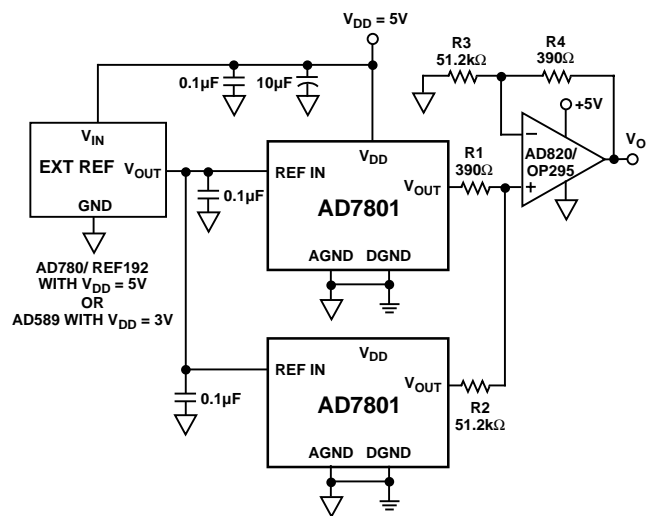 V_DD = 5V
R3
51.2kΩ
R4
390Ω
0.1µF
10µF
+5V
V_IN
EXT REF
V_OUT
GND
AD780/ REF192
WITH V_DD = 5V
OR
AD589 WITH V_DD = 3V
0.1µF
REF IN
V_DD
V_OUT
AD7801
AGND
DGND
R1
390Ω
−
+
AD820/
OP295
V_O
0.1µF
REF IN
V_DD
V_OUT
AD7801
AGND
DGND
R2
51.2kΩ